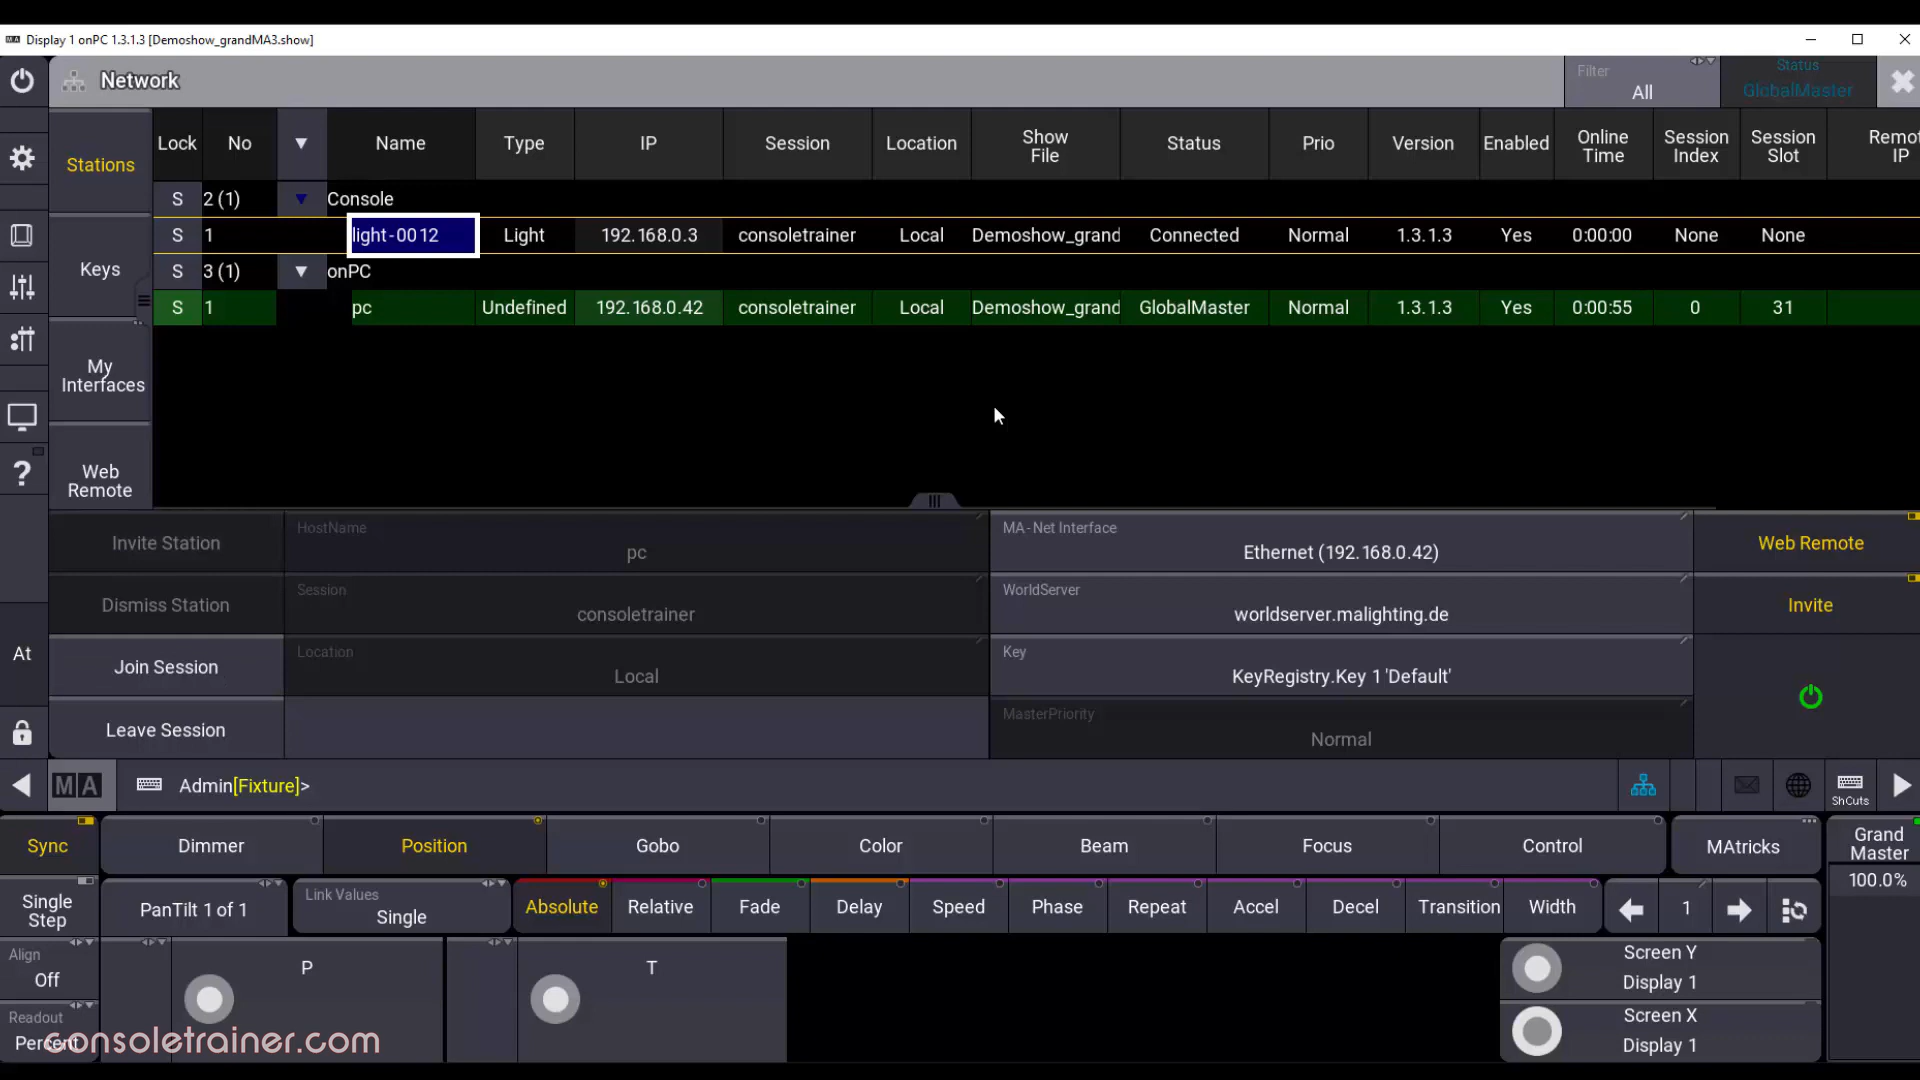 MA Display 1 onPC 1.3.1.3 [Demoshow_grandMA3.show]
Network
Filter
All
Status
GlobalMaster
Stations
Keys
My
Interfaces
Web
Remote
Lock No Name Type IP Session Location Show File Status Prio Version Enabled Online Time Session Index Session Slot Remot IP
S 2 (1) Console
S 1 light-0012 Light 192.168.0.3 consoletrainer Local Demoshow_grand Connected Normal 1.3.1.3 Yes 0:00:00 None None
S 3 (1) onPC
S 1 pc Undefined 192.168.0.42 consoletrainer Local Demoshow_grand GlobalMaster Normal 1.3.1.3 Yes 0:00:55 0 31
Invite Station
HostName
pc
MA-Net Interface
Ethernet (192.168.0.42)
Web Remote
Dismiss Station
Session
consoletrainer
WorldServer
worldserver.malighting.de
Invite
Join Session
Location
Local
Key
KeyRegistry.Key 1 'Default'
Leave Session
MasterPriority
Normal
At
MA
Admin[Fixture]>
ShCuts
Sync Dimmer Position Gobo Color Beam Focus Control MAtricks
Grand
Master
100.0%
Single
Step
PanTilt 1 of 1
Link Values
Single
Absolute Relative Fade Delay Speed Phase Repeat Accel Decel Transition Width 1
Align
Off
P
T
Screen Y
Display 1
Readout
Percent
Screen X
Display 1
consoletrainer.com